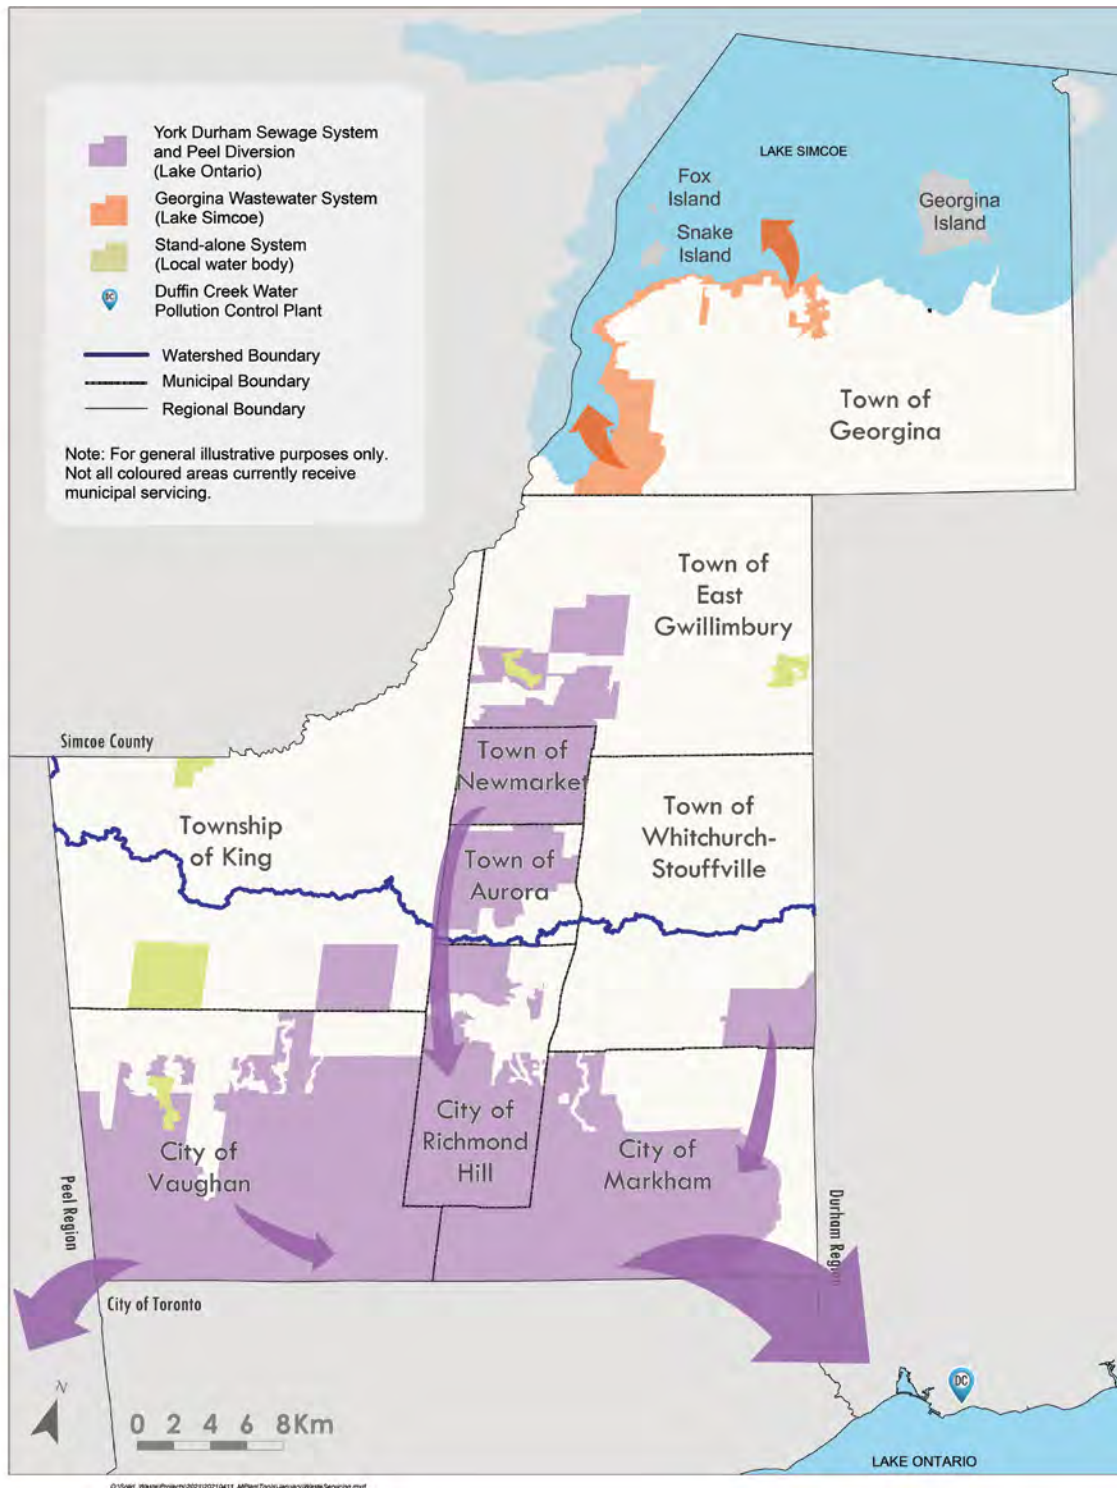 York Durham Sewage System
and Peel Diversion
(Lake Ontario)
Georgina Wastewater System
(Lake Simcoe)
Stand-alone System
(Local water body)
DC
Duffin Creek Water
Pollution Control Plant
Watershed Boundary
Municipal Boundary
Regional Boundary
Note: For general illustrative purposes only.
Not all coloured areas currently receive
municipal servicing.
LAKE SIMCOE
Fox
Island
Snake
Island
Georgina
Island
Town of
Georgina
Town of
East
Gwillimbury
Simcoe County
Town of
Newmarket
Township
of King
Town of
Whitchurch-
Stouffville
Town of
Aurora
City of
Richmond
Hill
City of
Vaughan
City of
Markham
Peel Region
Durham Region
City of Toronto
N
0 2 4 6 8Km
DC
LAKE ONTARIO